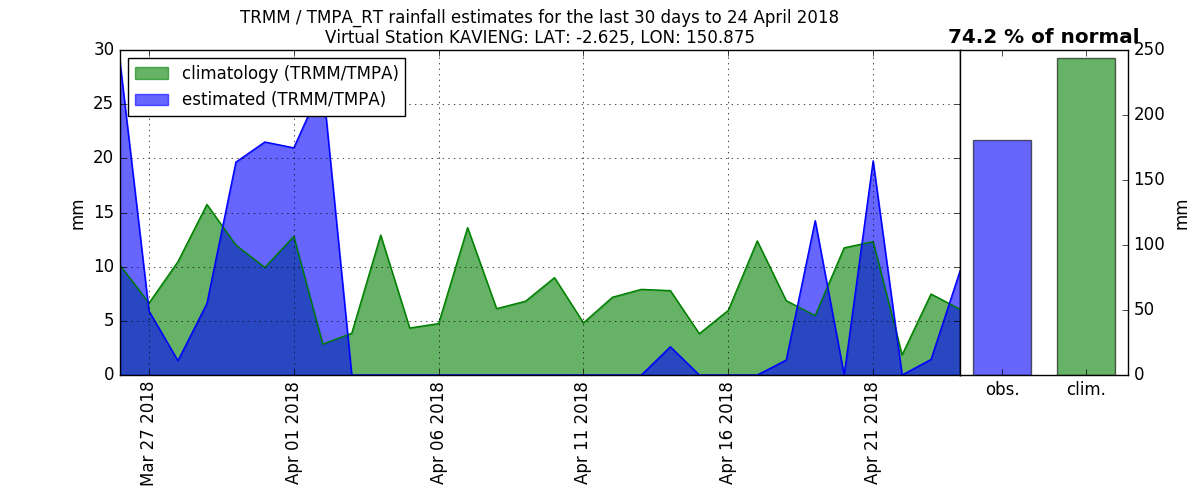 TRMM / TMPA_RT rainfall estimates for the last 30 days to 24 April 2018
Virtual Station KAVIENG: LAT: -2.625, LON: 150.875
74.2 % of normal
climatology (TRMM/TMPA)
estimated (TRMM/TMPA)
30
25
20
15
10
5
0
mm
Mar 27 2018
Apr 01 2018
Apr 06 2018
Apr 11 2018
Apr 16 2018
Apr 21 2018
obs.
clim.
250
200
150
100
50
0
mm